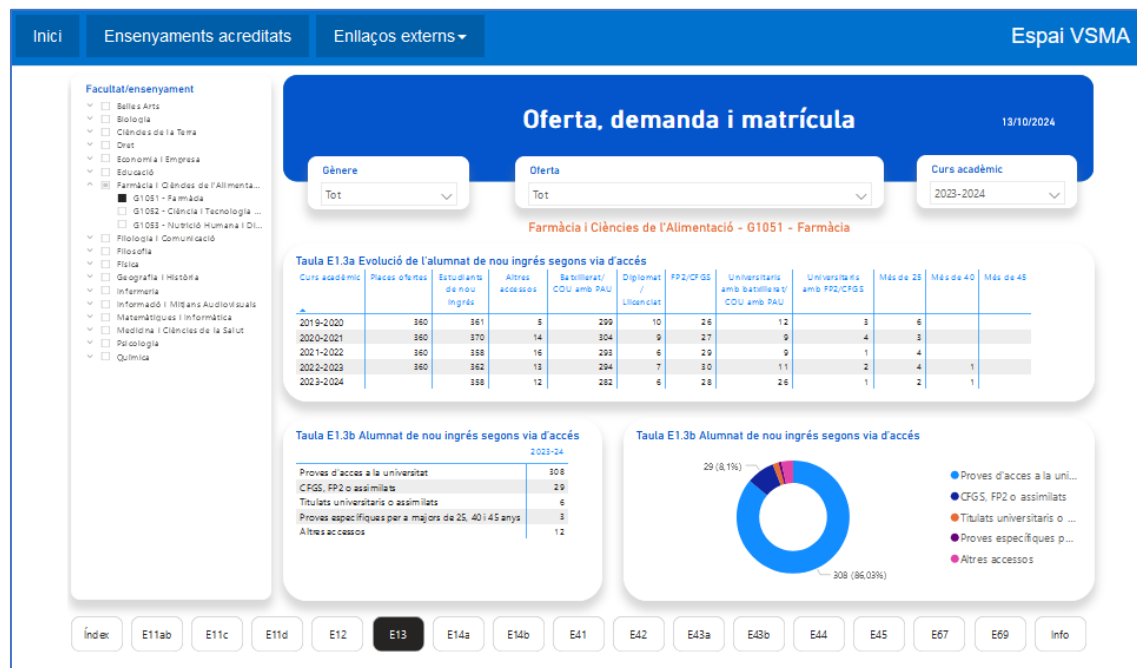 Inici Ensenyaments acreditats Enllaços externs Espai VSMA
Facultat/ensenyament
Belles Arts
Biologia
Ciències de la Terra
Dret
Economia i Empresa
Educació
Farmàcia i Ciències de l'Alimenta...
G1051 - Farmàcia
G1052 - Ciència i Tecnologia ...
G1053 - Nutrició Humana i Di...
Filologia i Comunicació
Filosofia
Física
Geografia i Història
Infermeria
Informació i Mitjans Audiovisuals
Matemàtiques i Informàtica
Medicina i Ciències de la Salut
Psicologia
Química
Oferta, demanda i matrícula
13/10/2024
Gènere
Tot
Oferta
Tot
Curs acadèmic
2023-2024
Farmàcia i Ciències de l'Alimentació - G1051 - Farmàcia
Taula E1.3a Evolució de l'alumnat de nou ingrés segons via d'accés
Curs acadèmic Places ofertes Estudiants de nou ingrés Altres accessos Batxillerat/ COU amb PAU Diplomat / Llicenciat FP2/CFGS Universitaris amb batxillerat/ COU amb PAU Universitaris amb FP2/CFGS Més de 25 Més de 40 Més de 45
2019-2020 360 361 5 299 10 26 12 3 6
2020-2021 360 370 14 304 9 27 9 4 3
2021-2022 360 358 16 293 6 29 9 1 4
2022-2023 360 362 13 294 7 30 11 2 4 1
2023-2024 358 12 282 6 28 26 1 2 1
Taula E1.3b Alumnat de nou ingrés segons via d'accés
2023-24
Proves d'acces a la universitat 308
CFGS, FP2 o assimilats 29
Titulats universitaris o assimilats 6
Proves específiques per a majors de 25, 40 i 45 anys 3
Altres accessos 12
Taula E1.3b Alumnat de nou ingrés segons via d'accés
29 (8,1%)
308 (86,03%)
Proves d'acces a la uni...
CFGS, FP2 o assimilats
Titulats universitaris o ...
Proves específiques p...
Altres accessos
Índex E11ab E11c E11d E12 E13 E14a E14b E41 E42 E43a E43b E44 E45 E67 E69 Info